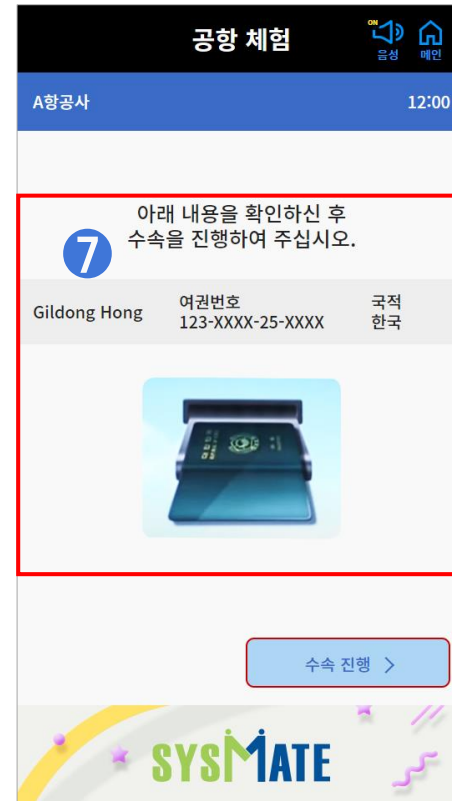 공항 체험
ON
음성
메인
A항공사
12:00
7
아래 내용을 확인하신 후
수속을 진행하여 주십시오.
Gildong Hong
여권번호
123-XXXX-25-XXXX
국적
한국
수속 진행 >
SYSMATE